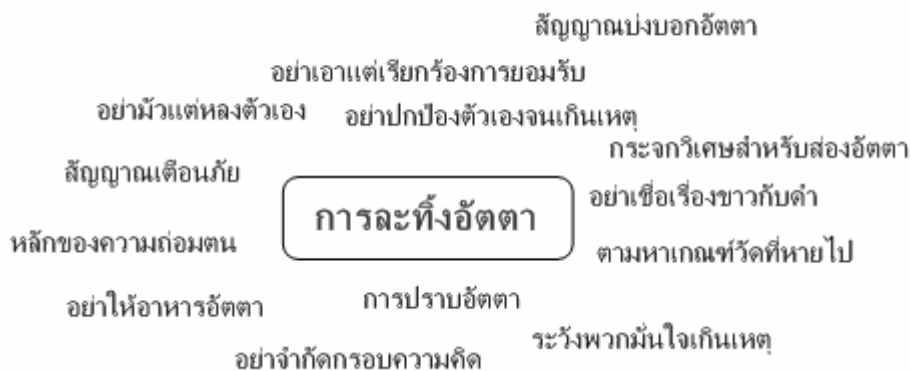 สัญญาณบ่งบอกอัตตา
อย่าเอาแต่เรียกร้องการยอมรับ
อย่ามัวแต่หลงตัวเอง
อย่าปกป้องตัวเองจนเกินเหตุ
กระจกวิเศษสำหรับส่องอัตตา
สัญญาณเตือนภัย
อย่าเชื่อเรื่องขาวกับดำ
การละทิ้งอัตตา
หลักของความถ่อมตน
ตามหาเกณฑ์วัดที่หายไป
อย่าให้อาหารอัตตา
การปราบอัตตา
ระวังพวกมั่นใจเกินเหตุ
อย่าจำกัดกรอบความคิด